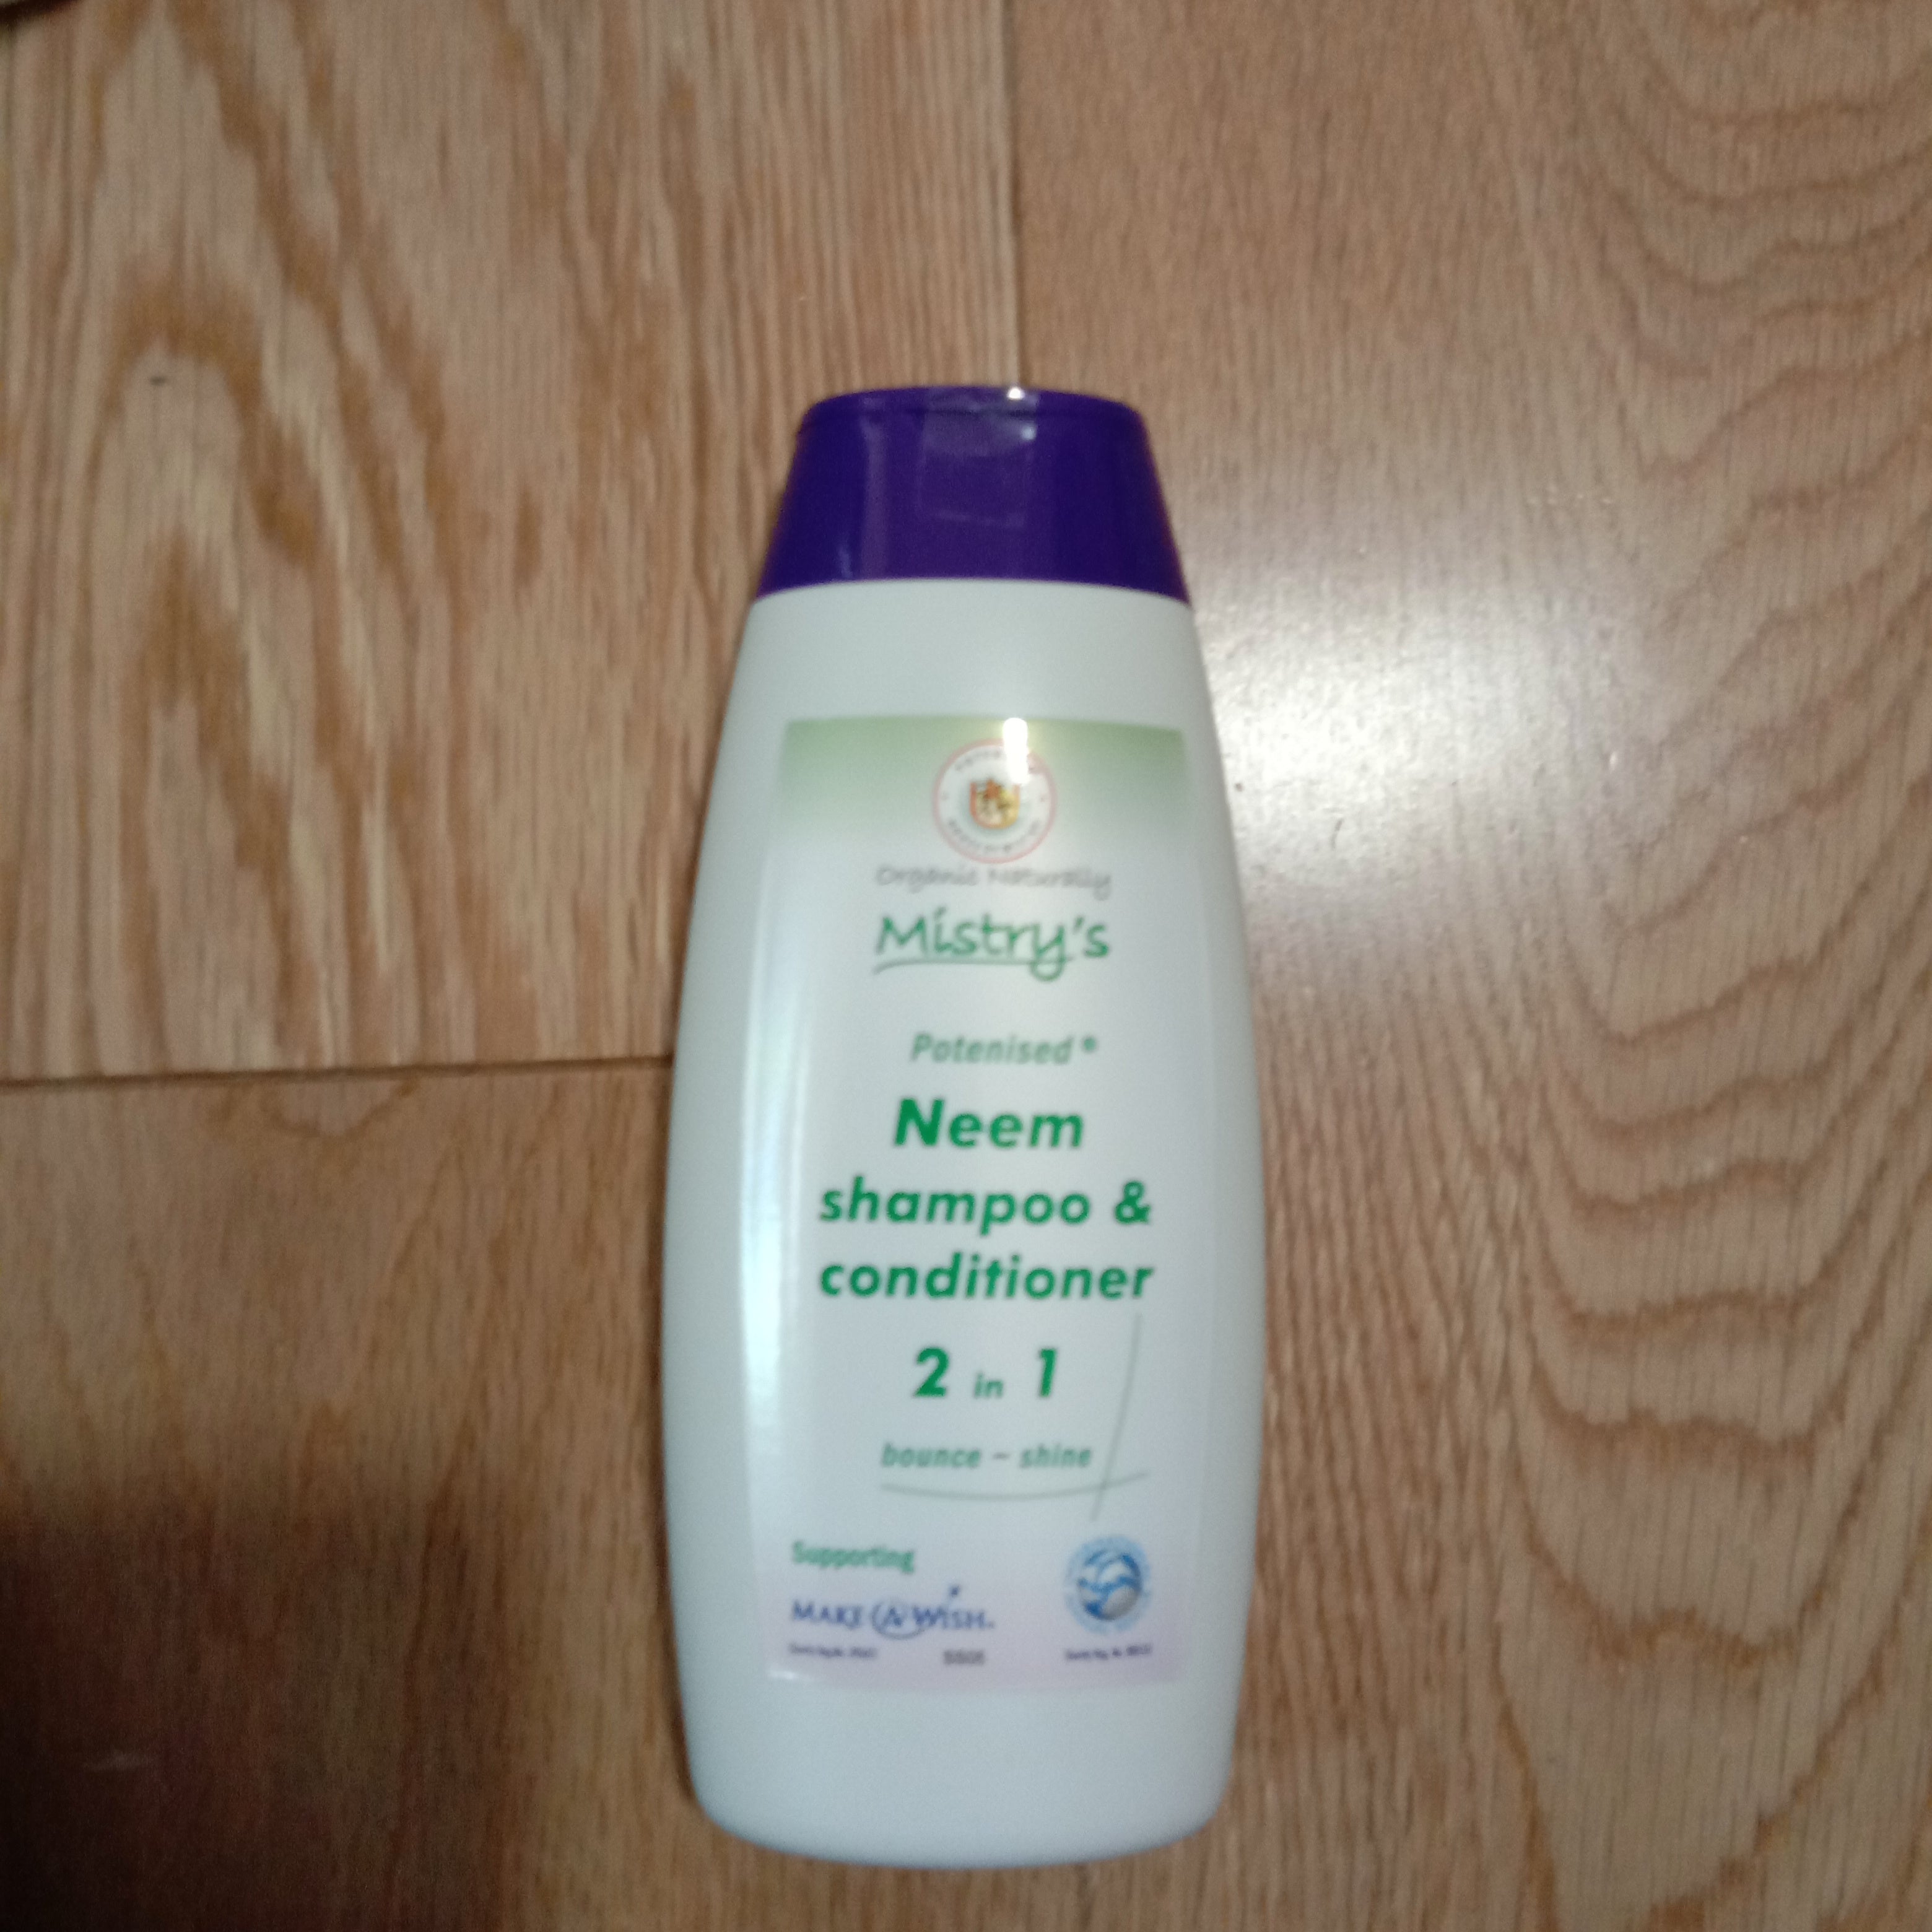 Organic Naturally
Mistry's
Potenised ®
Neem
shampoo &
conditioner
2 in 1
bounce – shine
Supporting
MAKE-A-WISH®